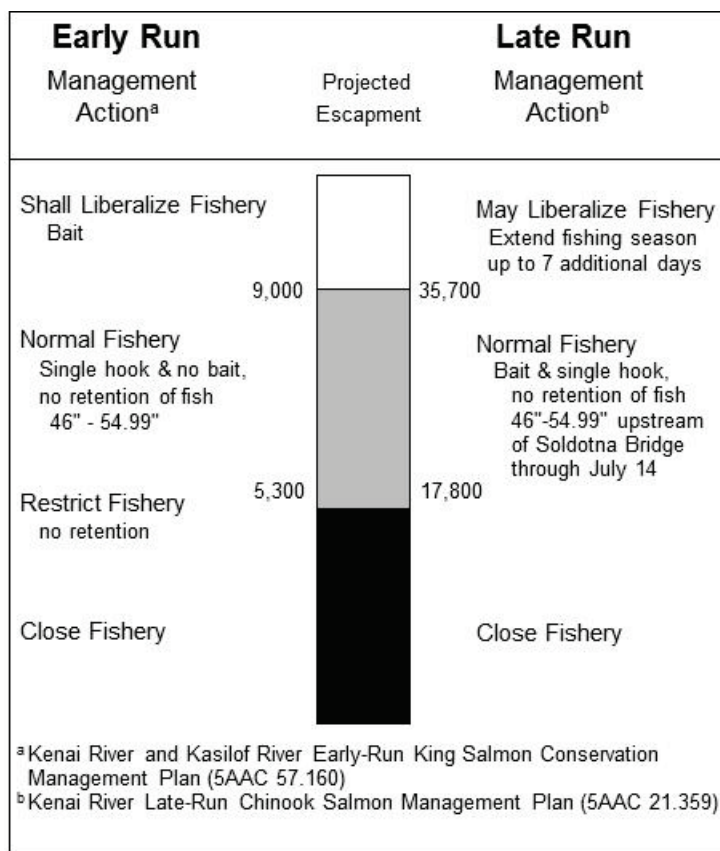 Early Run
Management
Actionᵃ
Projected
Escapment
Late Run
Management
Actionᵇ
Shall Liberalize Fishery
Bait
May Liberalize Fishery
Extend fishing season
up to 7 additional days
9,000
35,700
Normal Fishery
Single hook & no bait,
no retention of fish
46" - 54.99"
Normal Fishery
Bait & single hook,
no retention of fish
46"-54.99" upstream
of Soldotna Bridge
through July 14
5,300
17,800
Restrict Fishery
no retention
Close Fishery
Close Fishery
ᵃ Kenai River and Kasilof River Early-Run King Salmon Conservation
Management Plan (5AAC 57.160)
ᵇ Kenai River Late-Run Chinook Salmon Management Plan (5AAC 21.359)